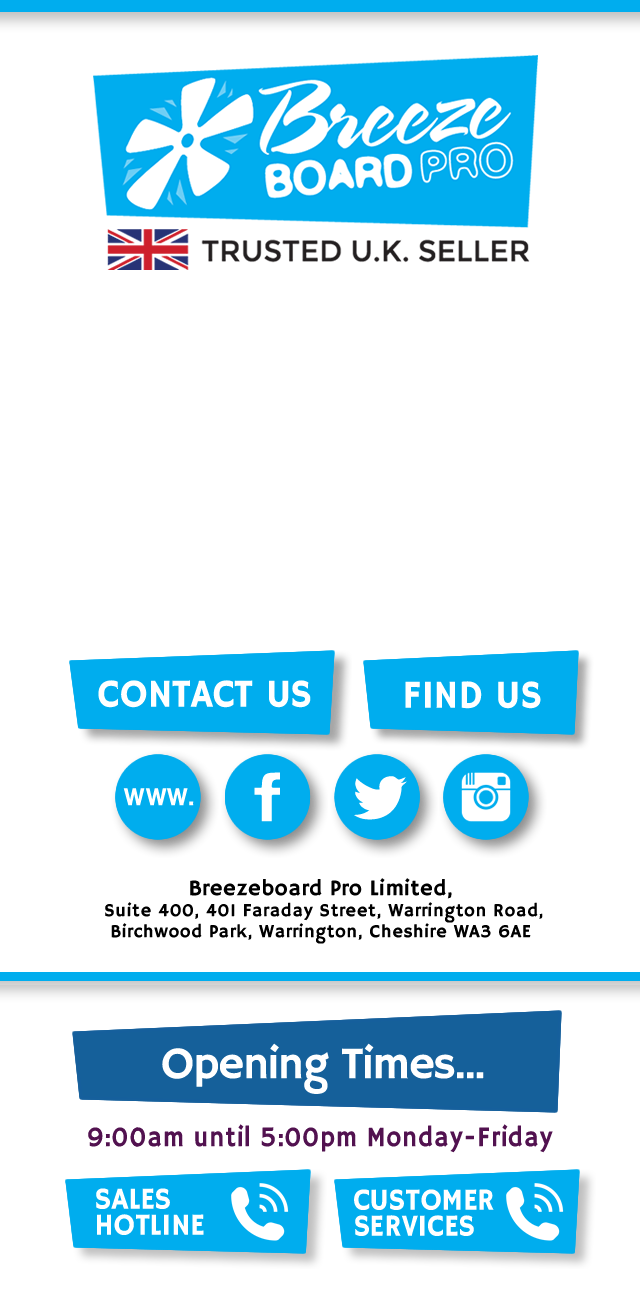 Breeze
BOARD PRO
TRUSTED U.K. SELLER
CONTACT US
FIND US
WWW.
Breezeboard Pro Limited,
Suite 400, 401 Faraday Street, Warrington Road,
Birchwood Park, Warrington, Cheshire WA3 6AE
Opening Times...
9:00am until 5:00pm Monday-Friday
SALES
HOTLINE
CUSTOMER
SERVICES